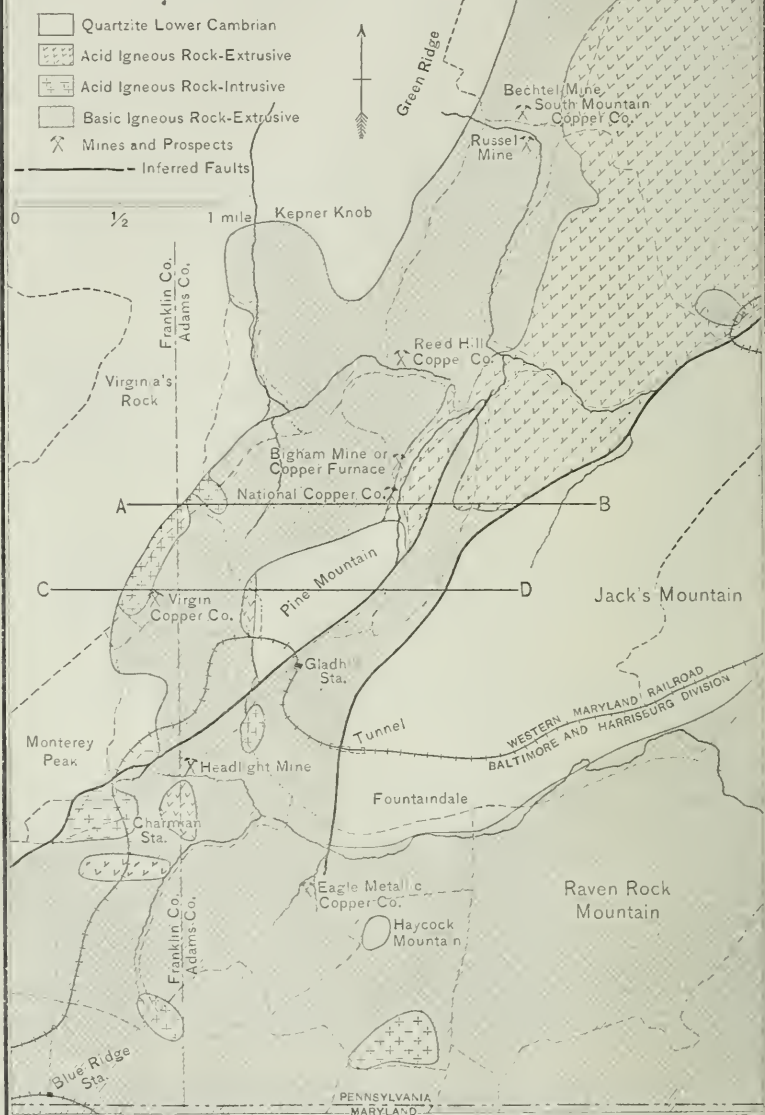 Quartzite Lower Cambrian
Acid Igneous Rock-Extrusive
Acid Igneous Rock-Intrusive
Basic Igneous Rock-Extrusive
Mines and Prospects
Inferred Faults
0 1/2 1 mile
Green Ridge
Bechtel Mine
South Mountain
Copper Co.
Russel
Mine
Kepner Knob
Franklin Co.
Adams Co.
Virginia's
Rock
Reed Hill
Coppe Co.
Bigham Mine or
Copper Furnace
National Copper Co.
A B
Pine Mountain
C D
Virgin
Copper Co.
Jack's Mountain
Gladh
Sta.
WESTERN MARYLAND RAILROAD
BALTIMORE AND HARRISBURG DIVISION
Tunnel
Monterey
Peak
Headlight Mine
Fountaindale
Charmian
Sta.
Franklin Co.
Adams Co.
Eagle Metallic
Copper Co.
Raven Rock
Mountain
Haycock
Mountain
Blue Ridge
Sta.
PENNSYLVANIA
MARYLAND